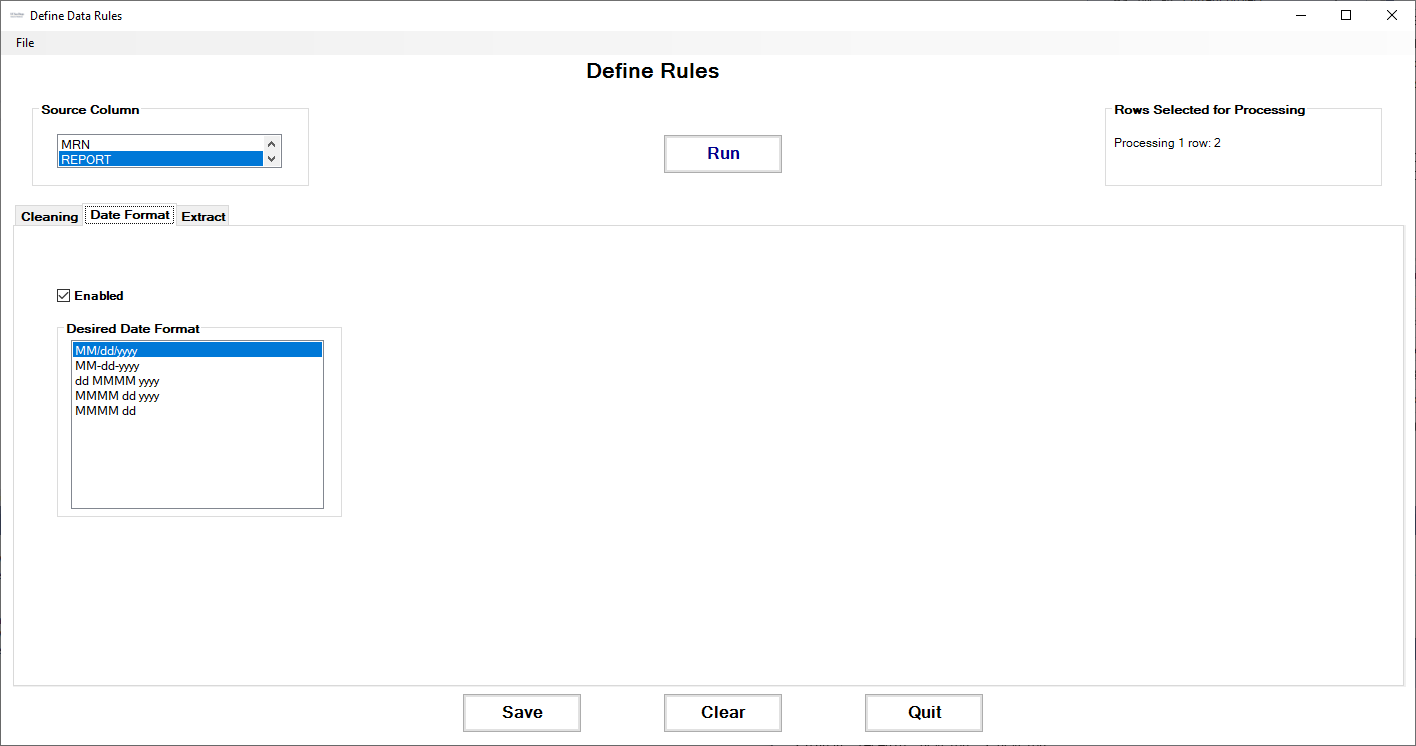 Define Data Rules
File
Define Rules
Source Column
MRN
REPORT
Run
Rows Selected for Processing
Processing 1 row: 2
Cleaning
Date Format
Extract
Enabled
Desired Date Format
MM/dd/yyyy
MM-dd-yyyy
dd MMMM yyyy
MMMM dd yyyy
MMMM dd
Save
Clear
Quit